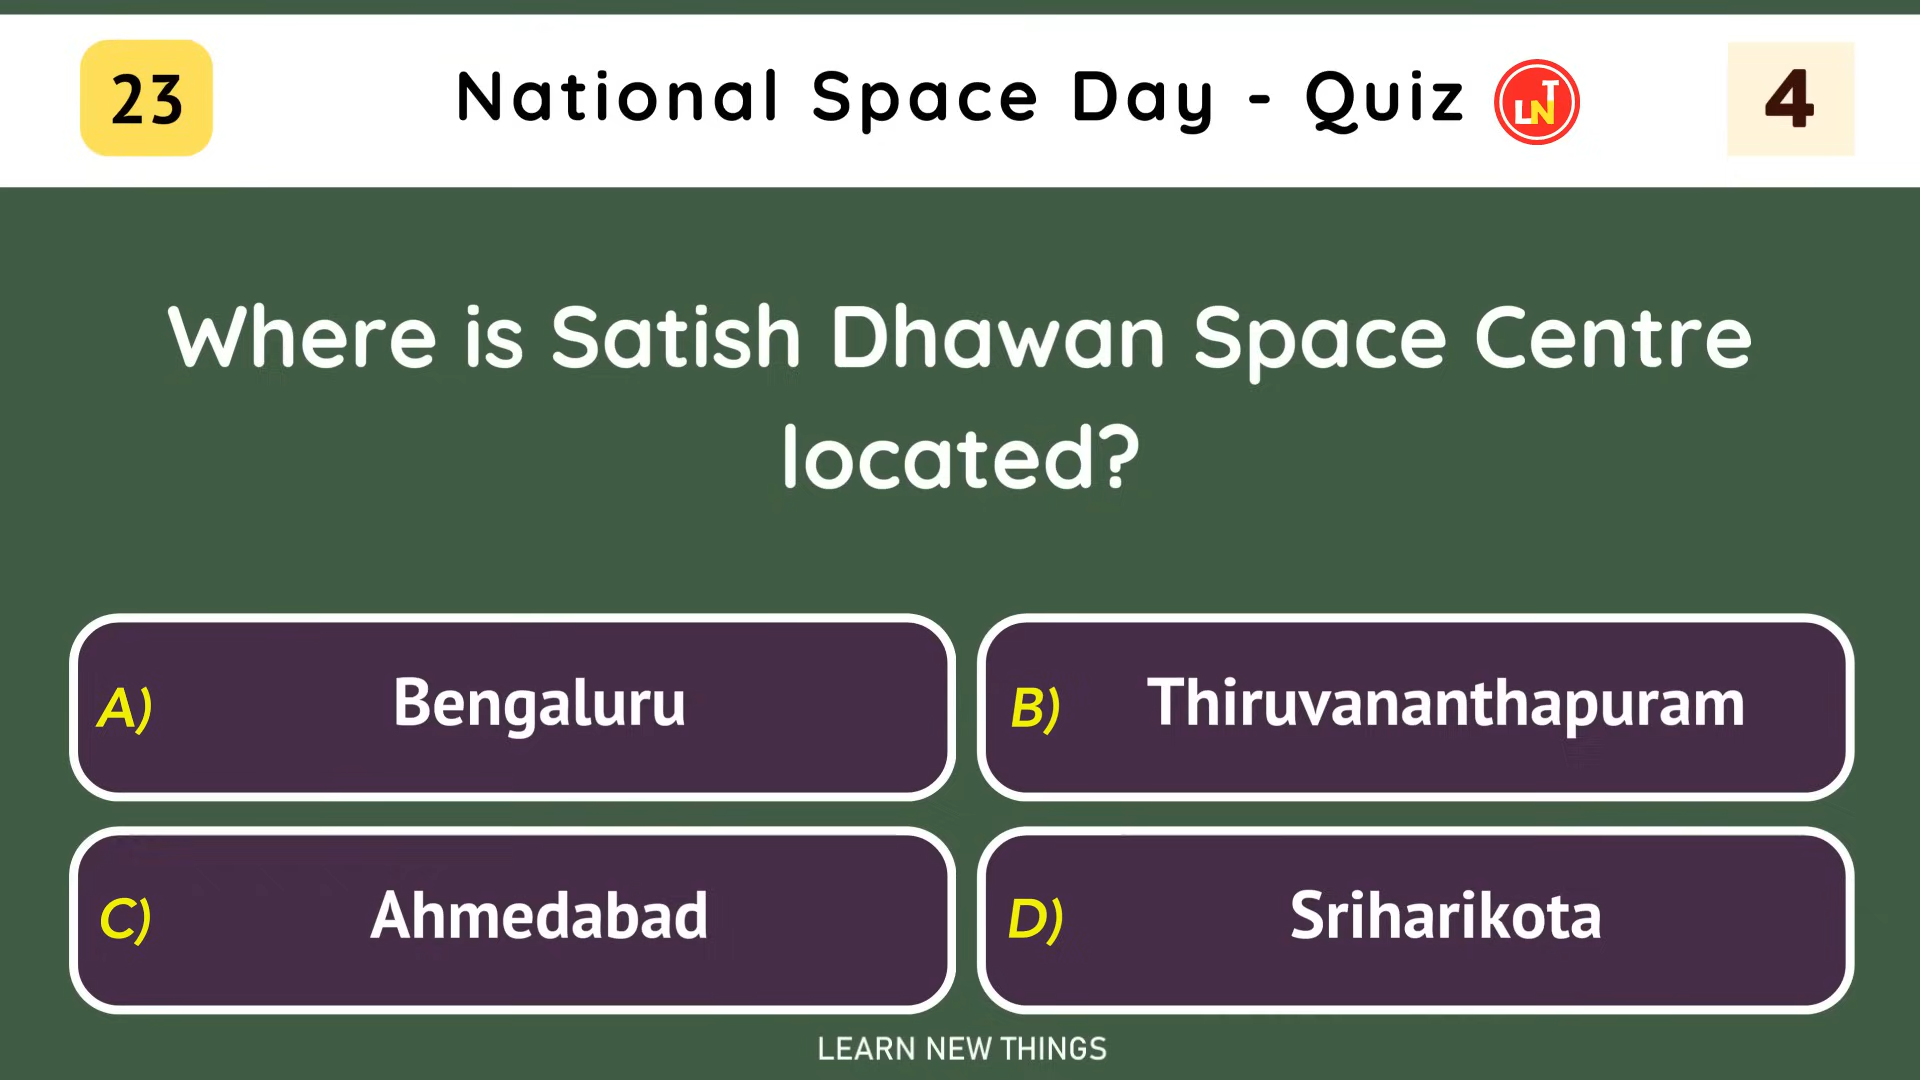 23
National Space Day - Quiz
LNT
4
Where is Satish Dhawan Space Centre
located?
A) Bengaluru
B) Thiruvananthapuram
C) Ahmedabad
D) Sriharikota
LEARN NEW THINGS